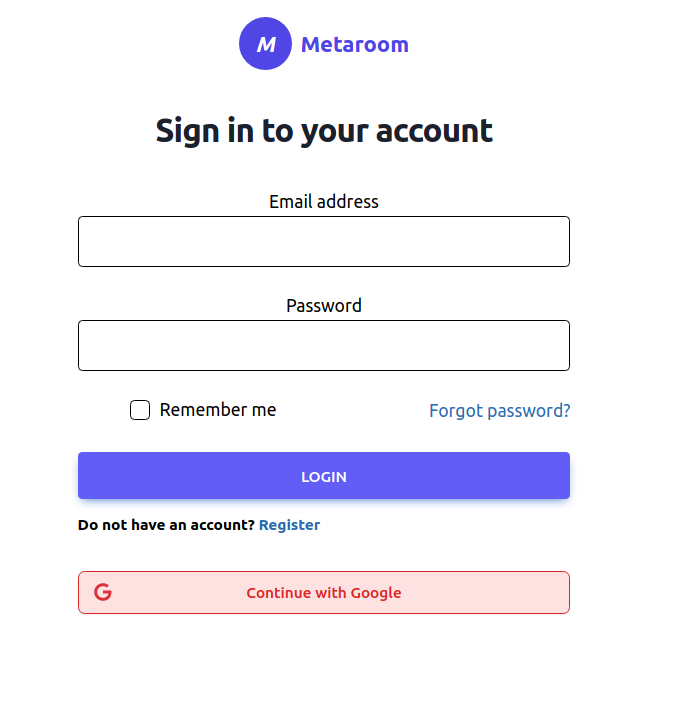 M Metaroom
Sign in to your account
Email address
Password
Remember me Forgot password?
LOGIN
Do not have an account? Register
G Continue with Google